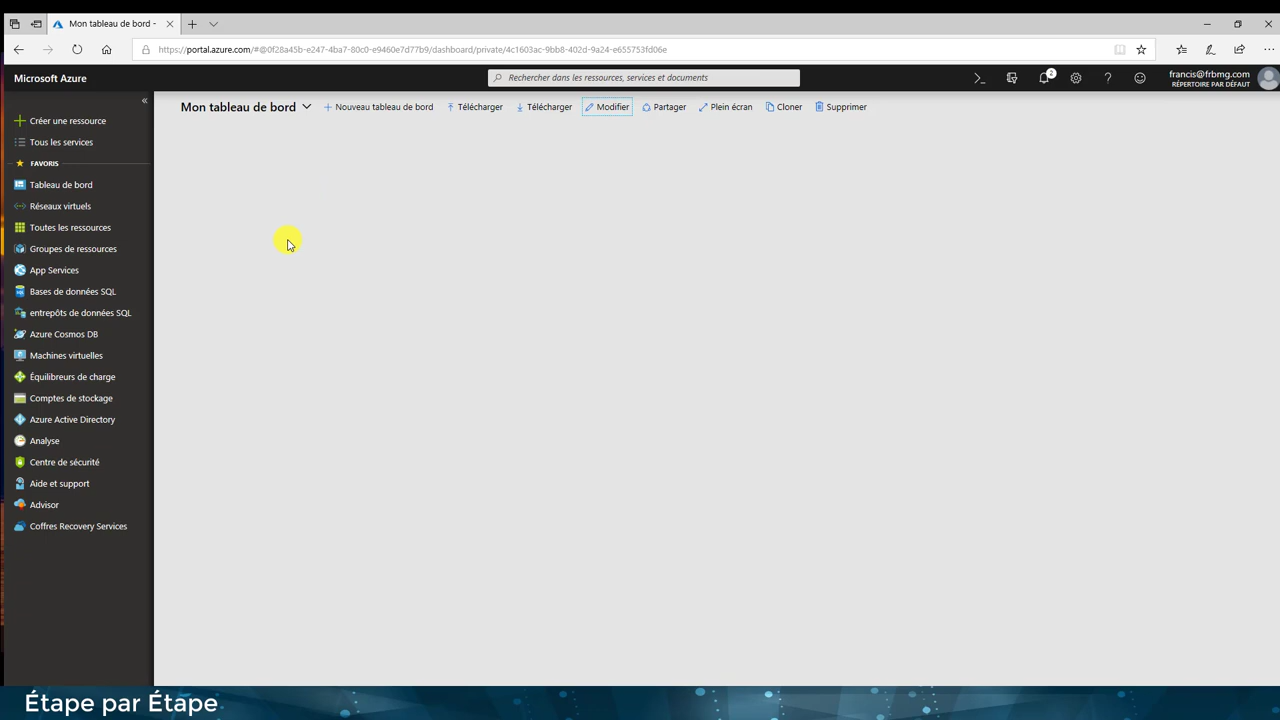 Mon tableau de bord -
https://portal.azure.com/#@0f28a45b-e247-4ba7-80c0-e9460e7d77b9/dashboard/private/4c1603ac-9bb8-402d-9a24-e655753fd06e
Microsoft Azure
Rechercher dans les ressources, services et documents
2
francis@frbmg.com
RÉPERTOIRE PAR DÉFAUT
Mon tableau de bord
Nouveau tableau de bord
Télécharger
Télécharger
Modifier
Partager
Plein écran
Cloner
Supprimer
Créer une ressource
Tous les services
FAVORIS
Tableau de bord
Réseaux virtuels
Toutes les ressources
Groupes de ressources
App Services
Bases de données SQL
entrepôts de données SQL
Azure Cosmos DB
Machines virtuelles
Équilibreurs de charge
Comptes de stockage
Azure Active Directory
Analyse
Centre de sécurité
Aide et support
Advisor
Coffres Recovery Services
Étape par Étape